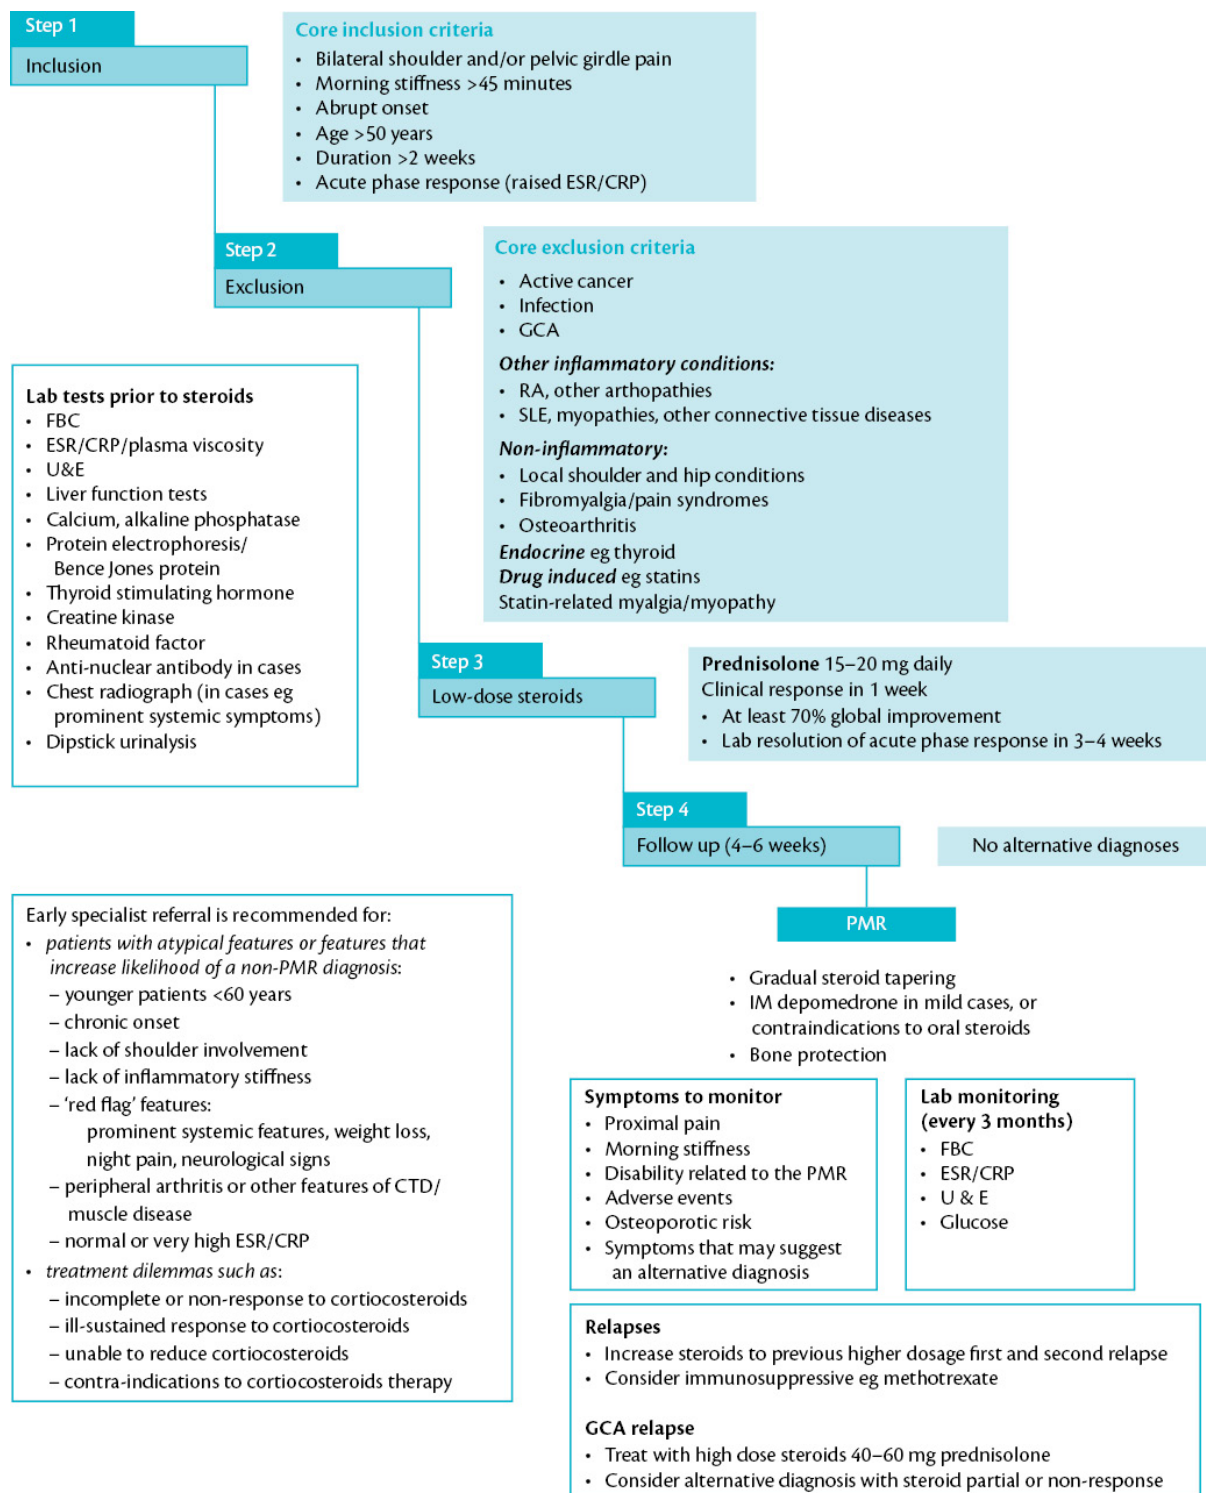 Step 1
Inclusion
Core inclusion criteria
• Bilateral shoulder and/or pelvic girdle pain
• Morning stiffness >45 minutes
• Abrupt onset
• Age >50 years
• Duration >2 weeks
• Acute phase response (raised ESR/CRP)
Step 2
Exclusion
Core exclusion criteria
• Active cancer
• Infection
• GCA
Other inflammatory conditions:
• RA, other arthopathies
• SLE, myopathies, other connective tissue diseases
Non-inflammatory:
• Local shoulder and hip conditions
• Fibromyalgia/pain syndromes
• Osteoarthritis
Endocrine eg thyroid
Drug induced eg statins
Statin-related myalgia/myopathy
Lab tests prior to steroids
• FBC
• ESR/CRP/plasma viscosity
• U&E
• Liver function tests
• Calcium, alkaline phosphatase
• Protein electrophoresis/
Bence Jones protein
• Thyroid stimulating hormone
• Creatine kinase
• Rheumatoid factor
• Anti-nuclear antibody in cases
• Chest radiograph (in cases eg
prominent systemic symptoms)
• Dipstick urinalysis
Step 3
Low-dose steroids
Prednisolone 15–20 mg daily
Clinical response in 1 week
• At least 70% global improvement
• Lab resolution of acute phase response in 3–4 weeks
Step 4
Follow up (4–6 weeks)
No alternative diagnoses
PMR
• Gradual steroid tapering
• IM depomedrone in mild cases, or
contraindications to oral steroids
• Bone protection
Early specialist referral is recommended for:
• patients with atypical features or features that
increase likelihood of a non-PMR diagnosis:
– younger patients <60 years
– chronic onset
– lack of shoulder involvement
– lack of inflammatory stiffness
– ‘red flag’ features:
prominent systemic features, weight loss,
night pain, neurological signs
– peripheral arthritis or other features of CTD/
muscle disease
– normal or very high ESR/CRP
• treatment dilemmas such as:
– incomplete or non-response to cortiocosteroids
– ill-sustained response to cortiocosteroids
– unable to reduce cortiocosteroids
– contra-indications to cortiocosteroids therapy
Symptoms to monitor
• Proximal pain
• Morning stiffness
• Disability related to the PMR
• Adverse events
• Osteoporotic risk
• Symptoms that may suggest
an alternative diagnosis
Lab monitoring
(every 3 months)
• FBC
• ESR/CRP
• U & E
• Glucose
Relapses
• Increase steroids to previous higher dosage first and second relapse
• Consider immunosuppressive eg methotrexate
GCA relapse
• Treat with high dose steroids 40–60 mg prednisolone
• Consider alternative diagnosis with steroid partial or non-response